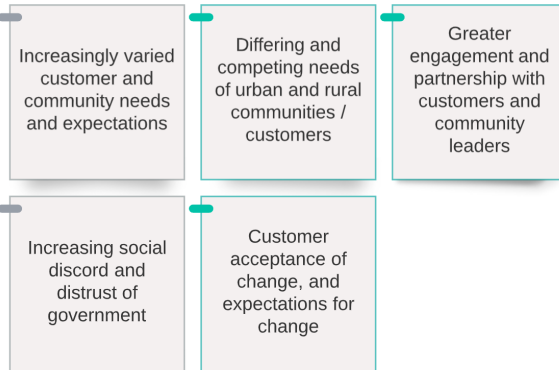 Increasingly varied
customer and
community needs
and expectations
Differing and
competing needs
of urban and rural
communities /
customers
Greater
engagement and
partnership with
customers and
community
leaders
Increasing social
discord and
distrust of
government
Customer
acceptance of
change, and
expectations for
change